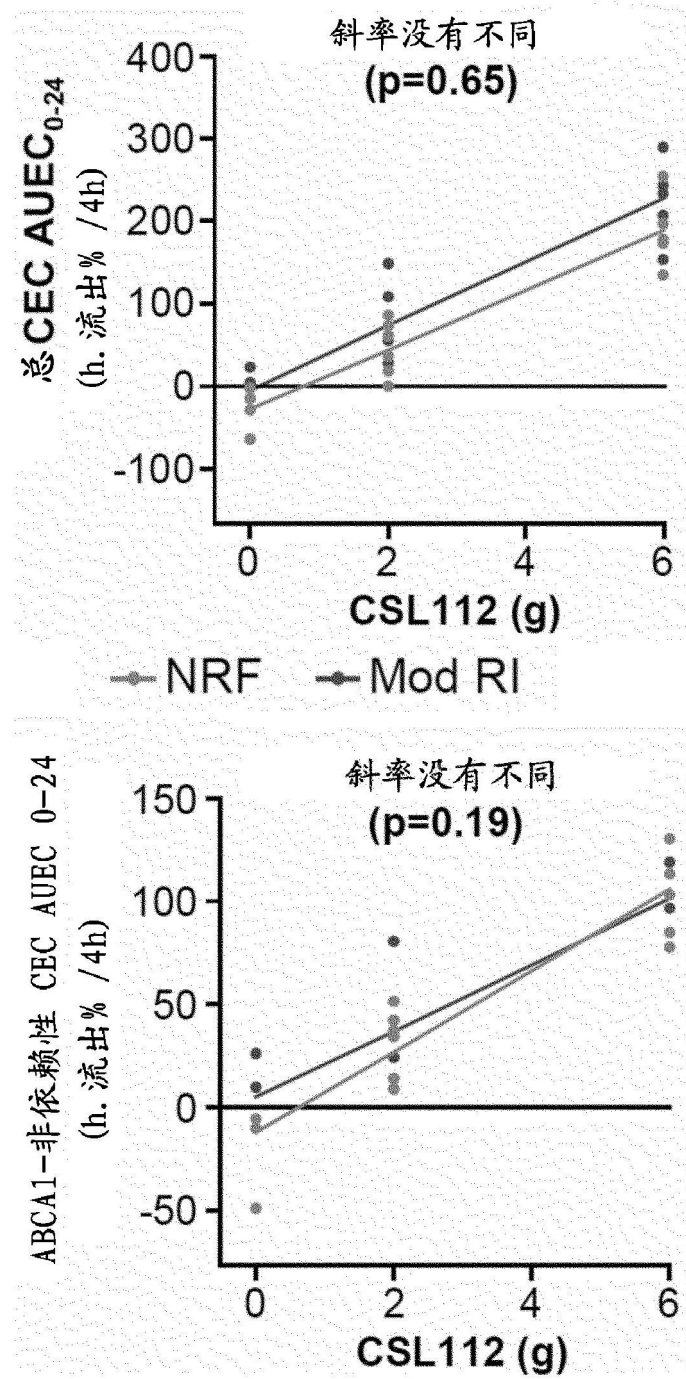 斜率没有不同
(p=0.65)
总CEC AUEC0-24
(h. 流出% /4h)
400
300
200
100
0
-100
0 2 4 6
CSL112 (g)
NRF Mod RI
斜率没有不同
(p=0.19)
ABCA1-非依赖性 CEC AUEC 0-24
(h. 流出% /4h)
150
100
50
0
-50
0 2 4 6
CSL112 (g)